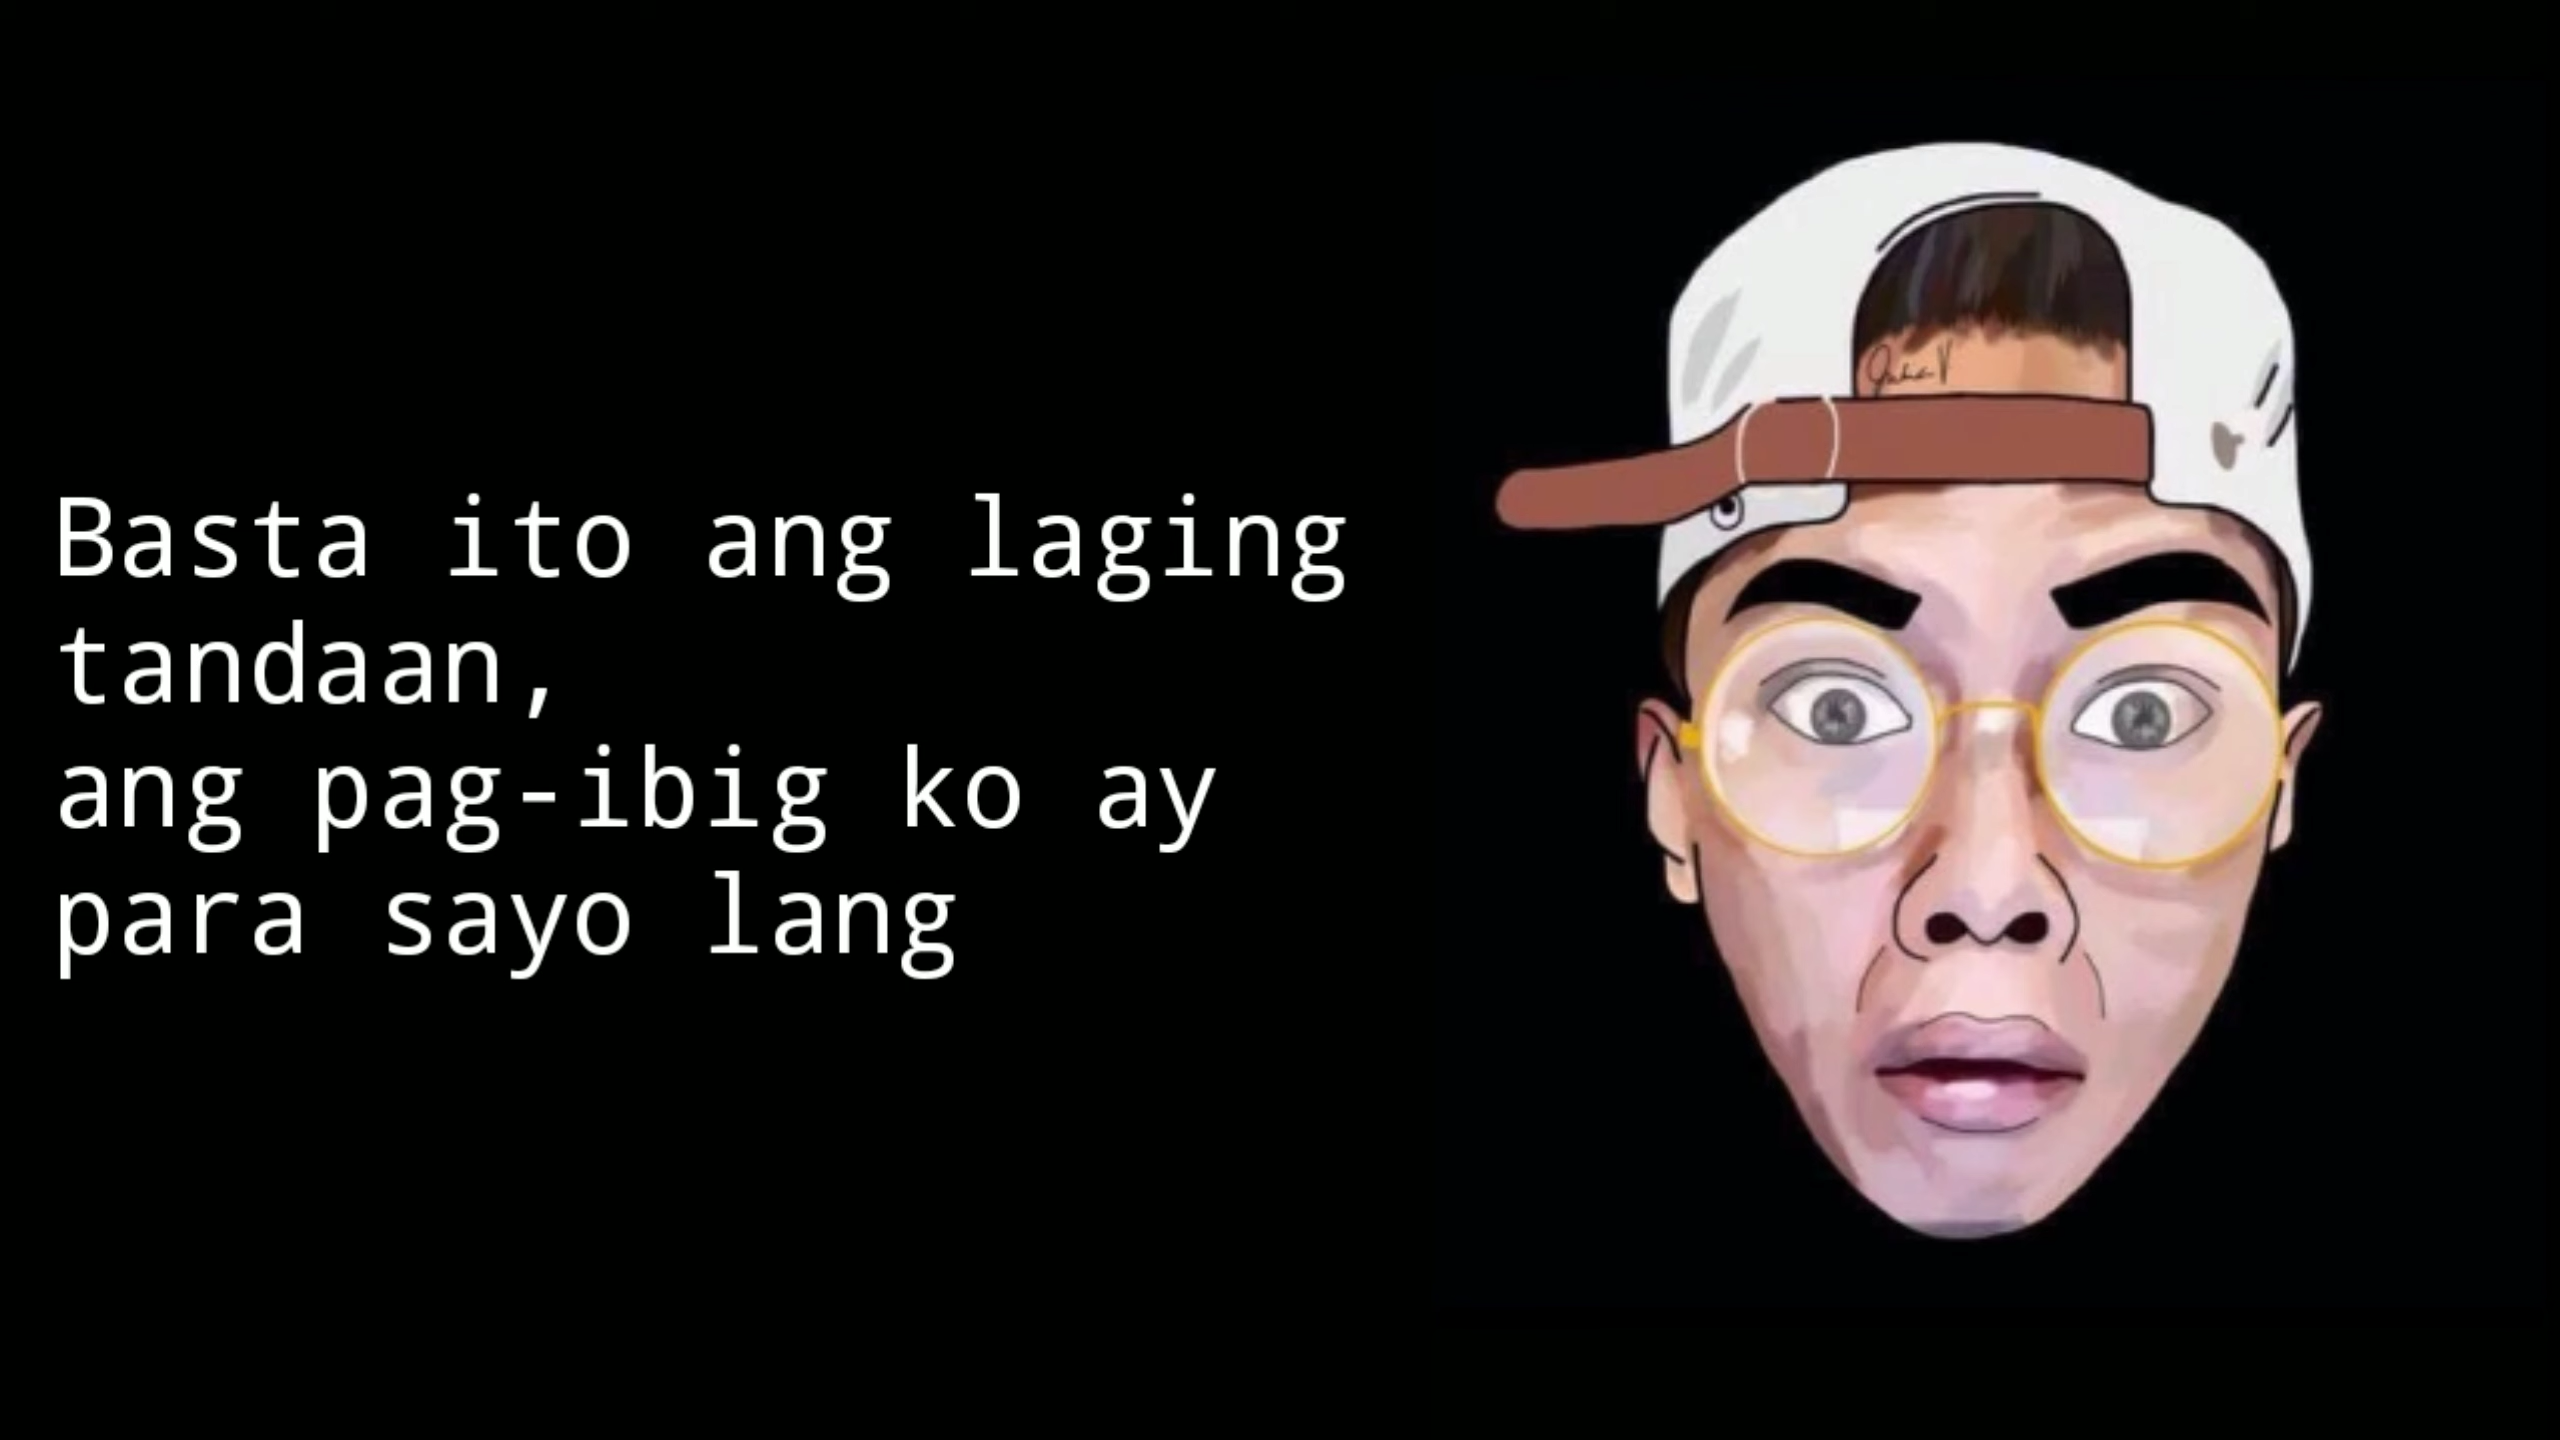 Basta ito ang laging
tandaan,
ang pag-ibig ko ay
para sayo lang